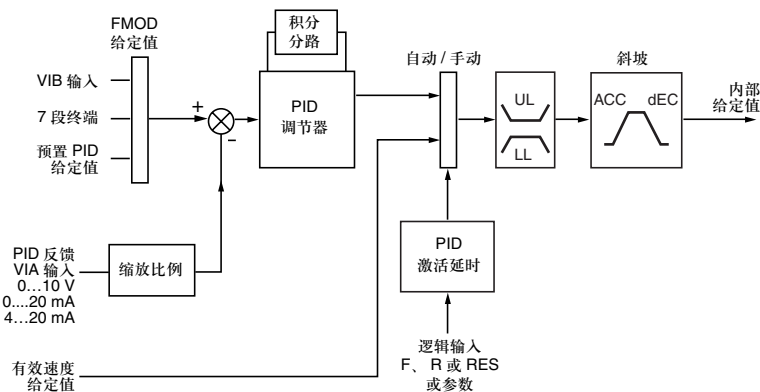 FMOD
给定值
VIB 输入
7 段终端
预置 PID
给定值
+
−
积分
分路
PID
调节器
自动 / 手动
UL
LL
斜坡
ACC dEC
内部
给定值
PID 反馈
VIA 输入
0...10 V
0....20 mA
4...20 mA
缩放比例
PID
激活延时
逻辑输入
F、 R 或 RES
或参数
有效速度
给定值